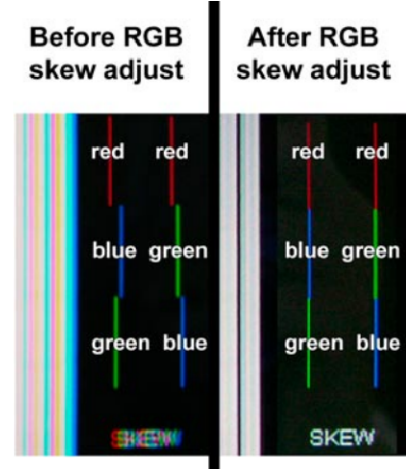 Before RGB
skew adjust
After RGB
skew adjust
red red
blue green
green blue
SKEW
red red
blue green
green blue
SKEW